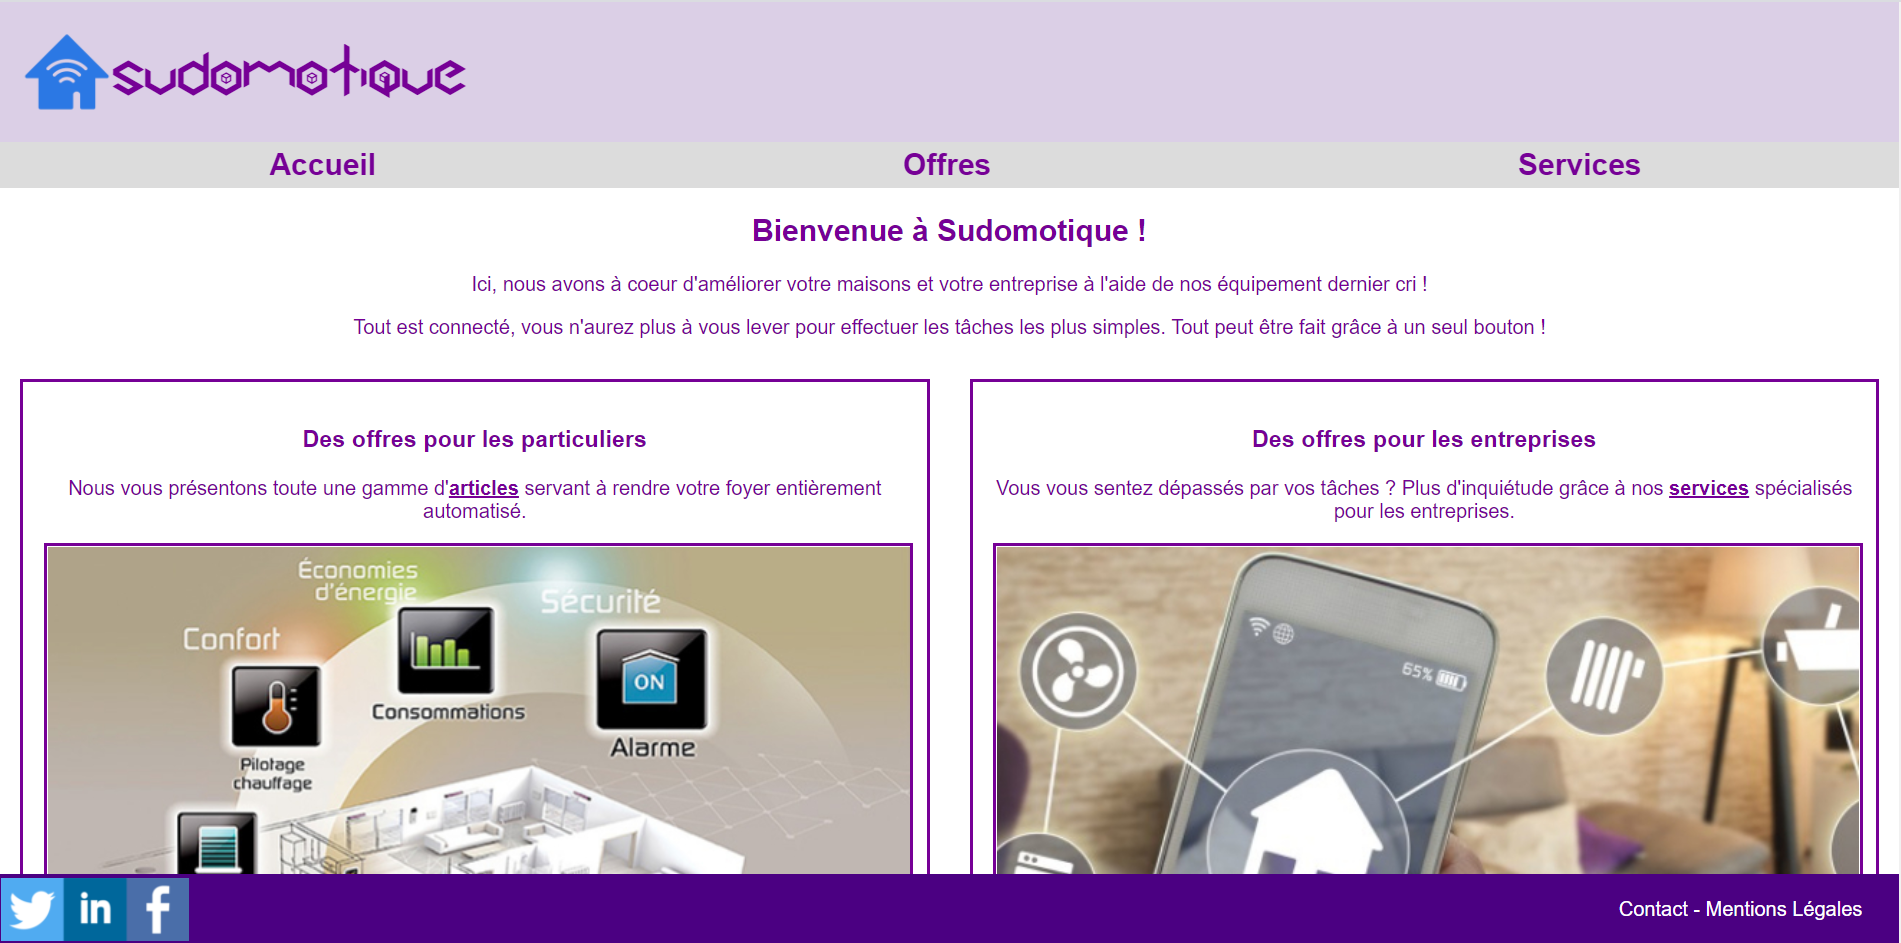 sudomotique
Accueil Offres Services
Bienvenue à Sudomotique !
Ici, nous avons à coeur d'améliorer votre maisons et votre entreprise à l'aide de nos équipement dernier cri !
Tout est connecté, vous n'aurez plus à vous lever pour effectuer les tâches les plus simples. Tout peut être fait grâce à un seul bouton !
Des offres pour les particuliers
Nous vous présentons toute une gamme d'articles servant à rendre votre foyer entièrement
automatisé.
Économies
d'énergie
Sécurité
Confort
ON
Consommations
Alarme
Pilotage
chauffage
Des offres pour les entreprises
Vous vous sentez dépassés par vos tâches ? Plus d'inquiétude grâce à nos services spécialisés
pour les entreprises.
65%
in f
Contact - Mentions Légales